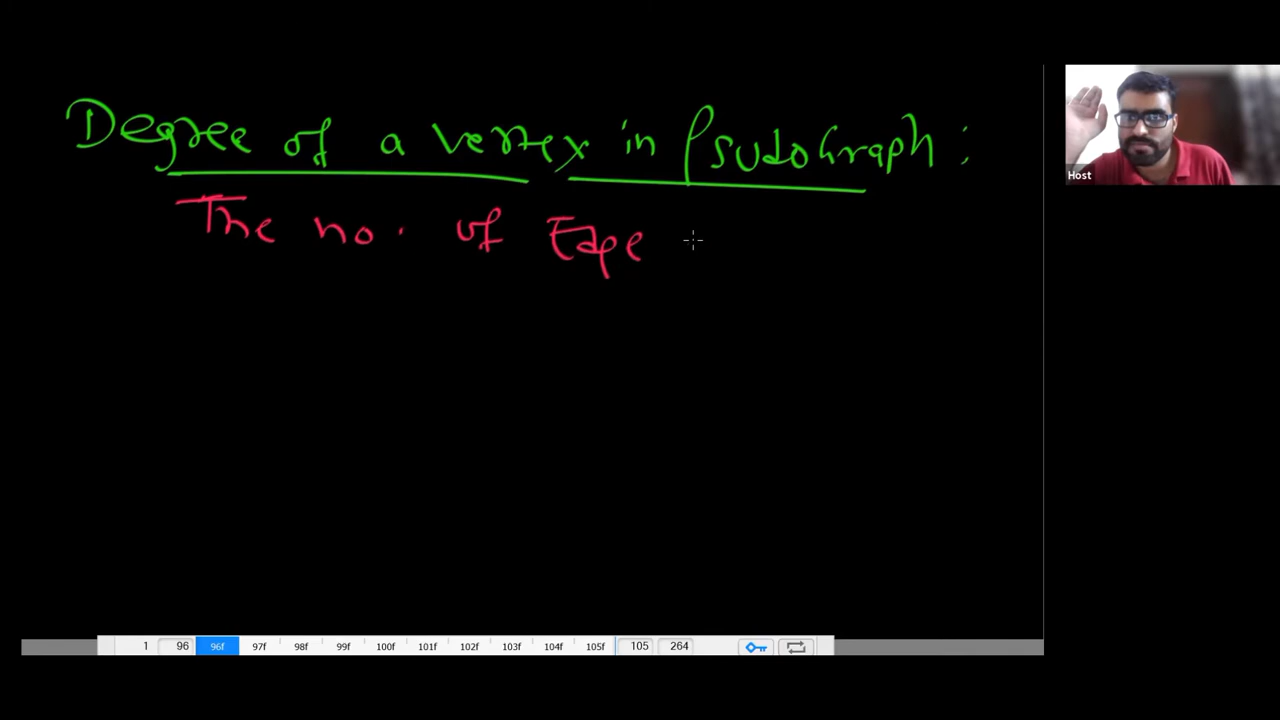 Degree of a vertex in PsudoGraph :
The no. of Edge
Host
1 96 96f 97f 98f 99f 100f 101f 102f 103f 104f 105f 105 264